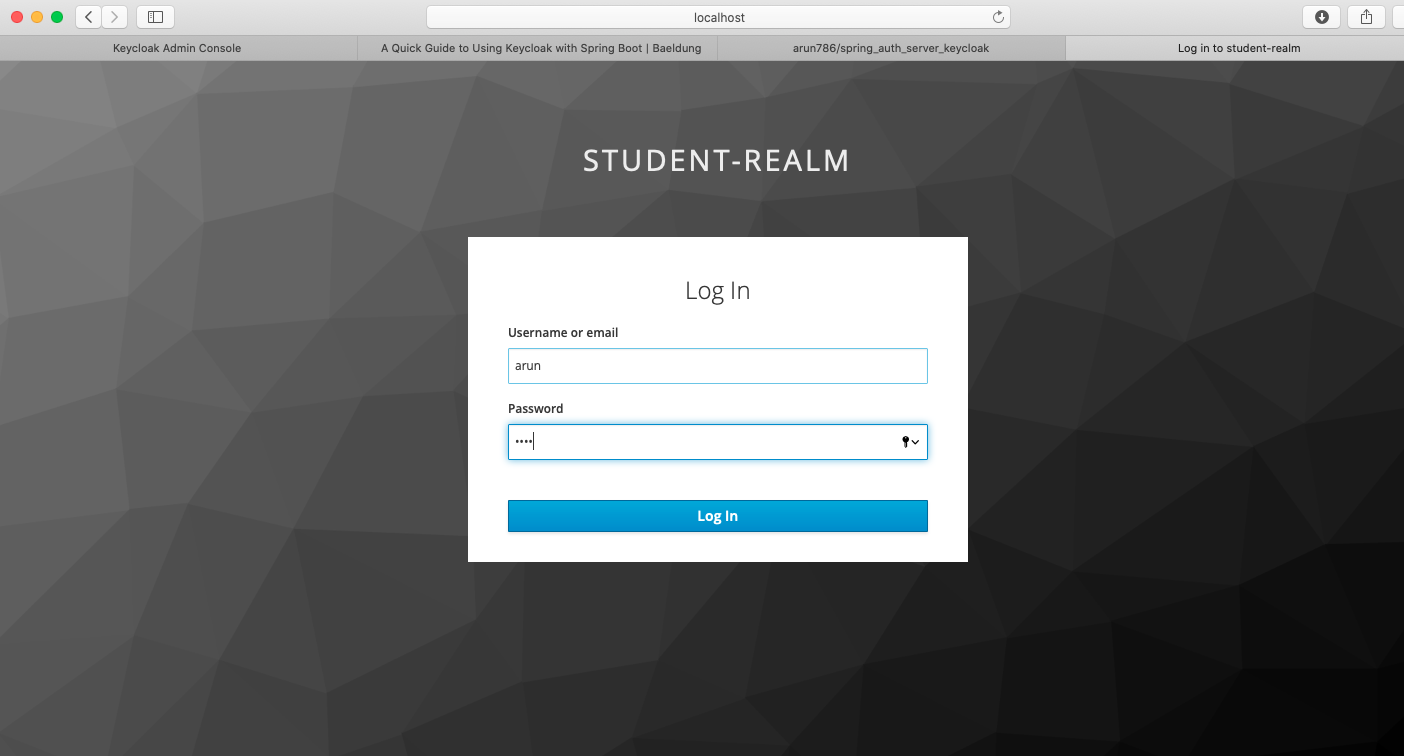 localhost
Keycloak Admin Console
A Quick Guide to Using Keycloak with Spring Boot | Baeldung
arun786/spring_auth_server_keycloak
Log in to student-realm
STUDENT-REALM
Log In
Username or email
arun
Password
••••
Log In